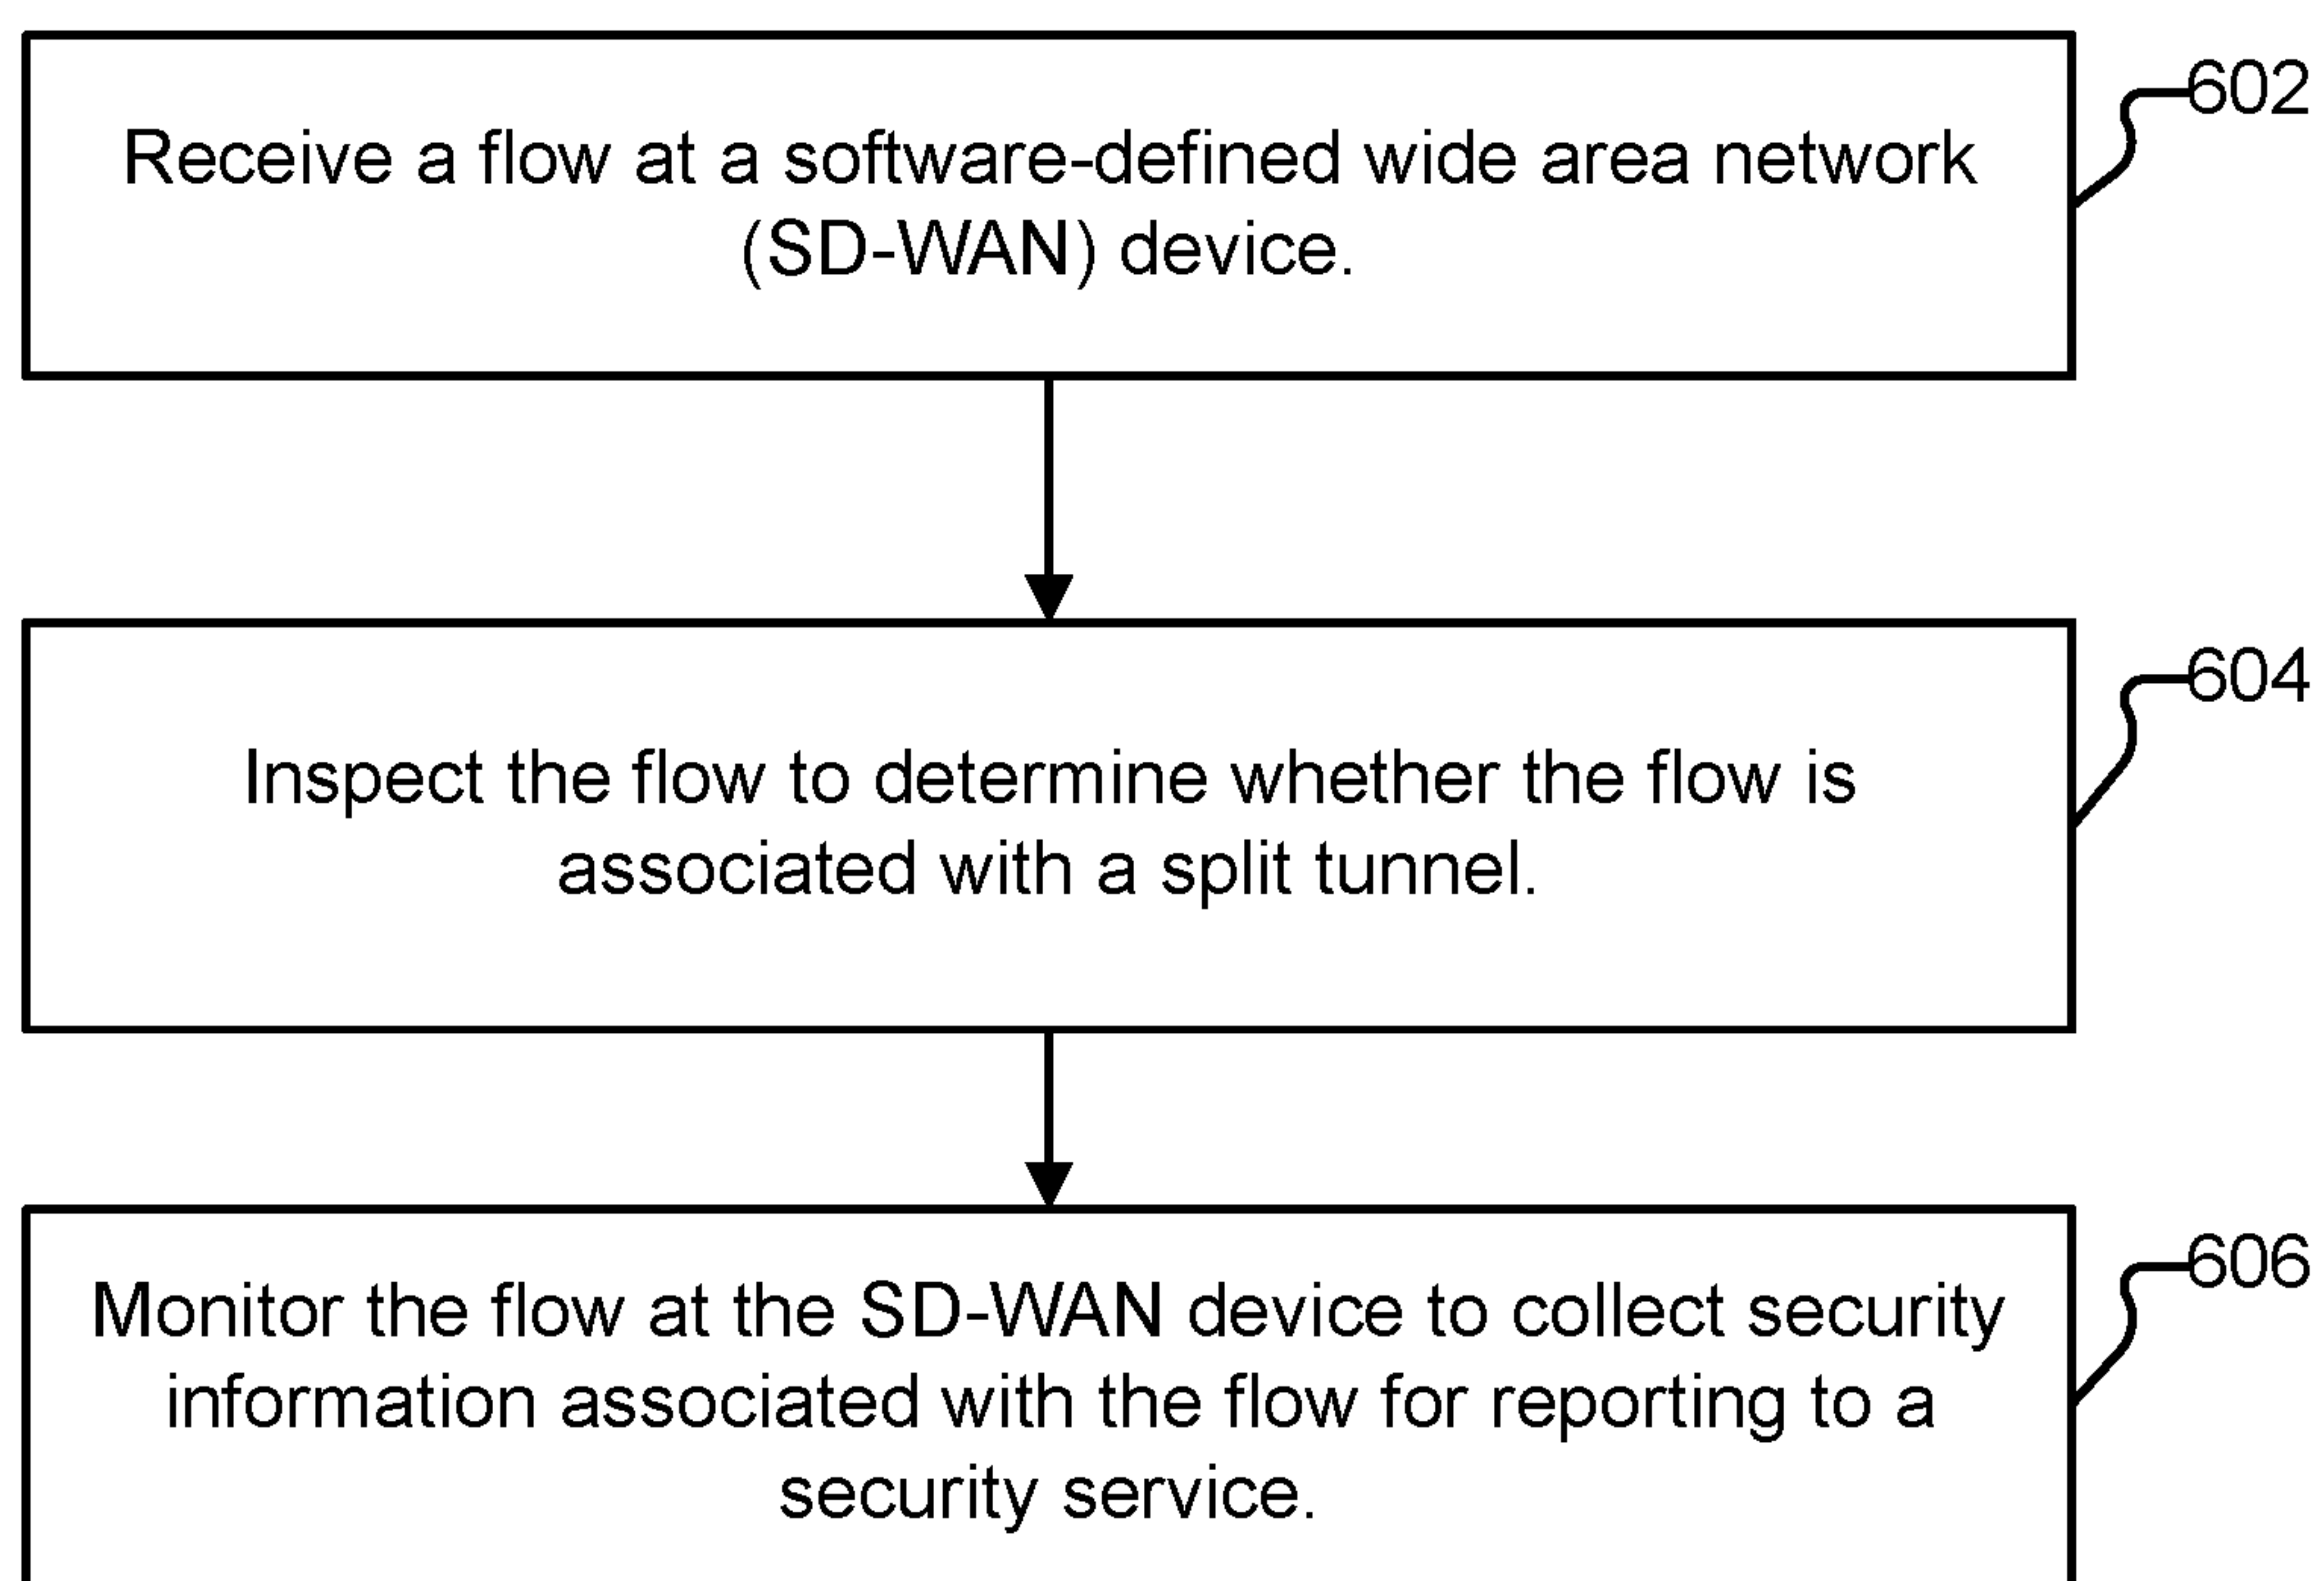 602
Receive a flow at a software-defined wide area network
(SD-WAN) device.
604
Inspect the flow to determine whether the flow is
associated with a split tunnel.
606
Monitor the flow at the SD-WAN device to collect security
information associated with the flow for reporting to a
security service.